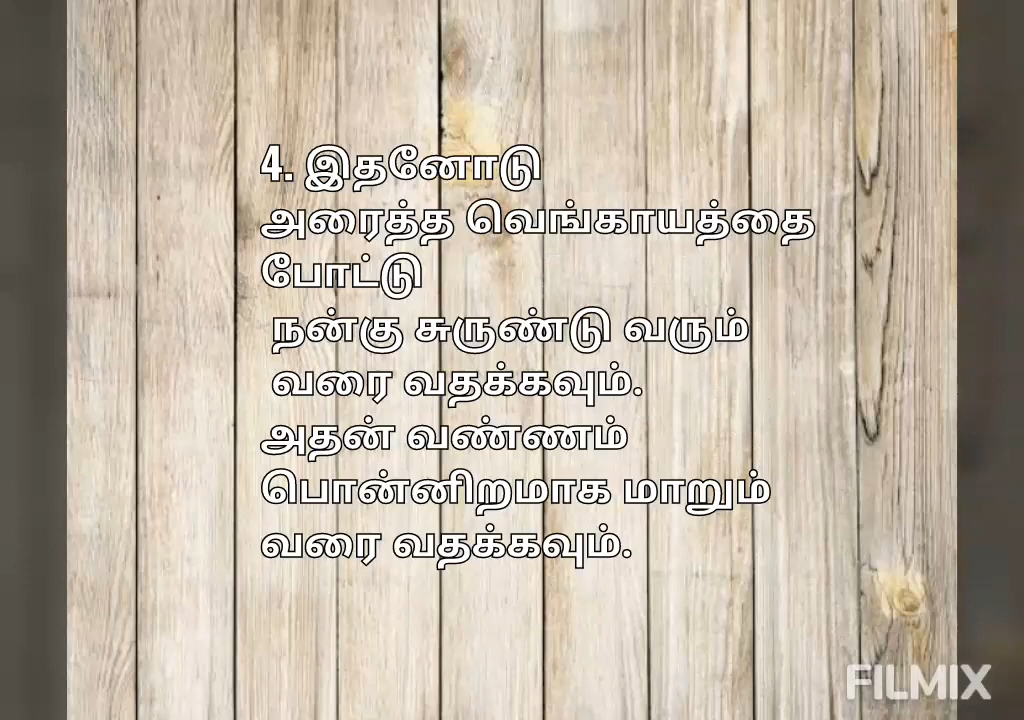 4. இதனோடு
அரைத்த வெங்காயத்தை
போட்டு
நன்கு சுருண்டு வரும்
வரை வதக்கவும்.
அதன் வண்ணம்
பொன்னிறமாக மாறும்
வரை வதக்கவும்.
FILMIX